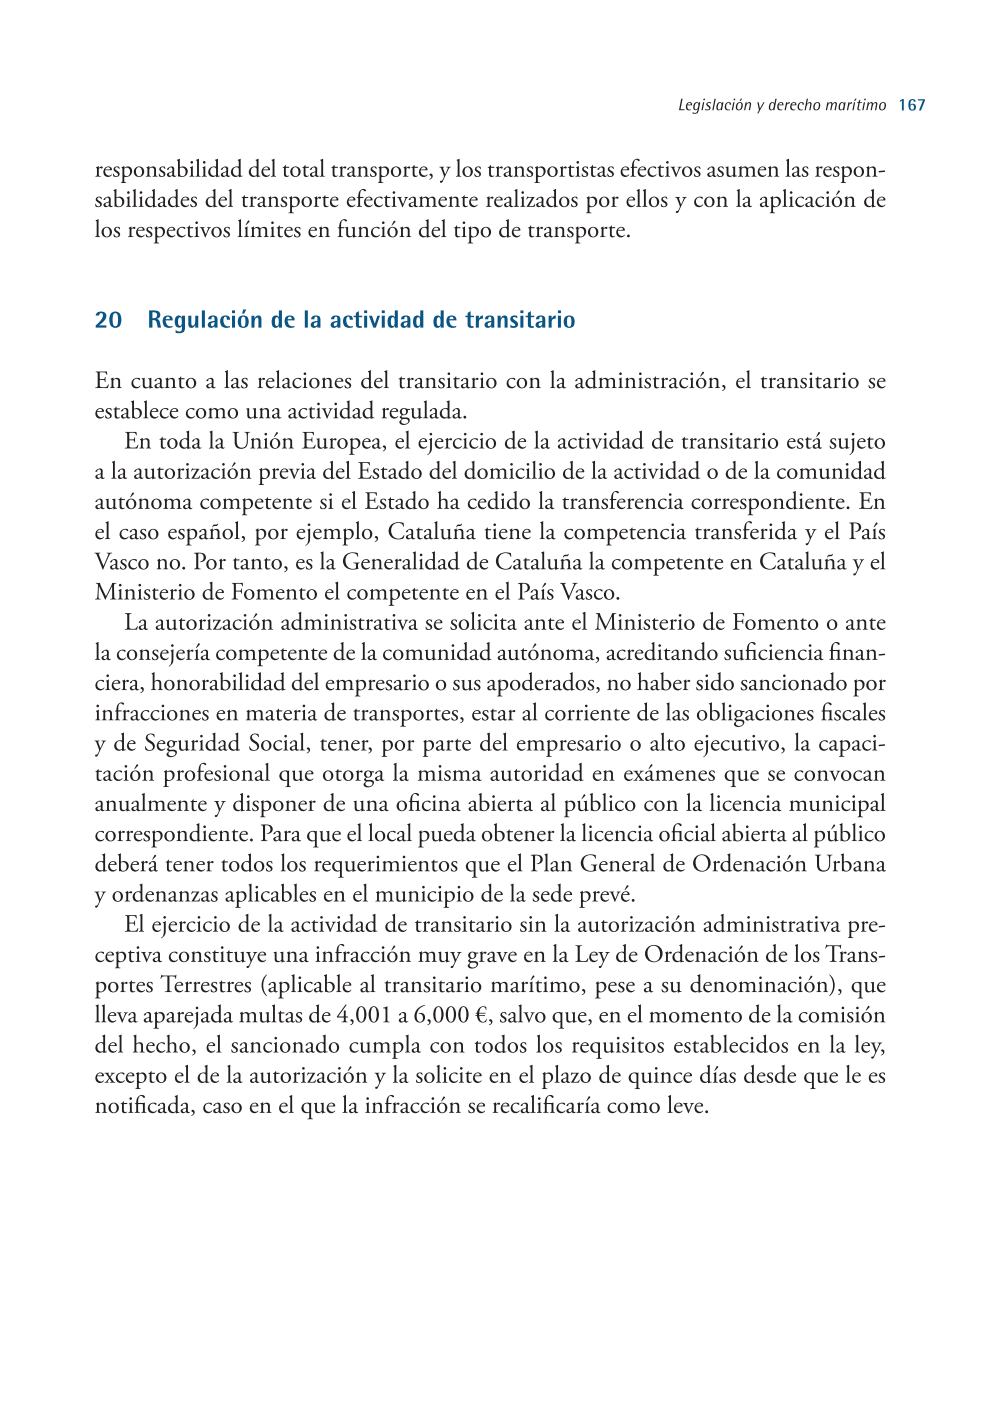 Legislación y derecho marítimo 167
responsabilidad del total transporte, y los transportistas efectivos asumen las respon-
sabilidades del transporte efectivamente realizados por ellos y con la aplicación de
los respectivos límites en función del tipo de transporte.
20 Regulación de la actividad de transitario
En cuanto a las relaciones del transitario con la administración, el transitario se
establece como una actividad regulada.
En toda la Unión Europea, el ejercicio de la actividad de transitario está sujeto
a la autorización previa del Estado del domicilio de la actividad o de la comunidad
autónoma competente si el Estado ha cedido la transferencia correspondiente. En
el caso español, por ejemplo, Cataluña tiene la competencia transferida y el País
Vasco no. Por tanto, es la Generalidad de Cataluña la competente en Cataluña y el
Ministerio de Fomento el competente en el País Vasco.
La autorización administrativa se solicita ante el Ministerio de Fomento o ante
la consejería competente de la comunidad autónoma, acreditando suficiencia finan-
ciera, honorabilidad del empresario o sus apoderados, no haber sido sancionado por
infracciones en materia de transportes, estar al corriente de las obligaciones fiscales
y de Seguridad Social, tener, por parte del empresario o alto ejecutivo, la capaci-
tación profesional que otorga la misma autoridad en exámenes que se convocan
anualmente y disponer de una oficina abierta al público con la licencia municipal
correspondiente. Para que el local pueda obtener la licencia oficial abierta al público
deberá tener todos los requerimientos que el Plan General de Ordenación Urbana
y ordenanzas aplicables en el municipio de la sede prevé.
El ejercicio de la actividad de transitario sin la autorización administrativa pre-
ceptiva constituye una infracción muy grave en la Ley de Ordenación de los Trans-
portes Terrestres (aplicable al transitario marítimo, pese a su denominación), que
lleva aparejada multas de 4,001 a 6,000 €, salvo que, en el momento de la comisión
del hecho, el sancionado cumpla con todos los requisitos establecidos en la ley,
excepto el de la autorización y la solicite en el plazo de quince días desde que le es
notificada, caso en el que la infracción se recalificaría como leve.